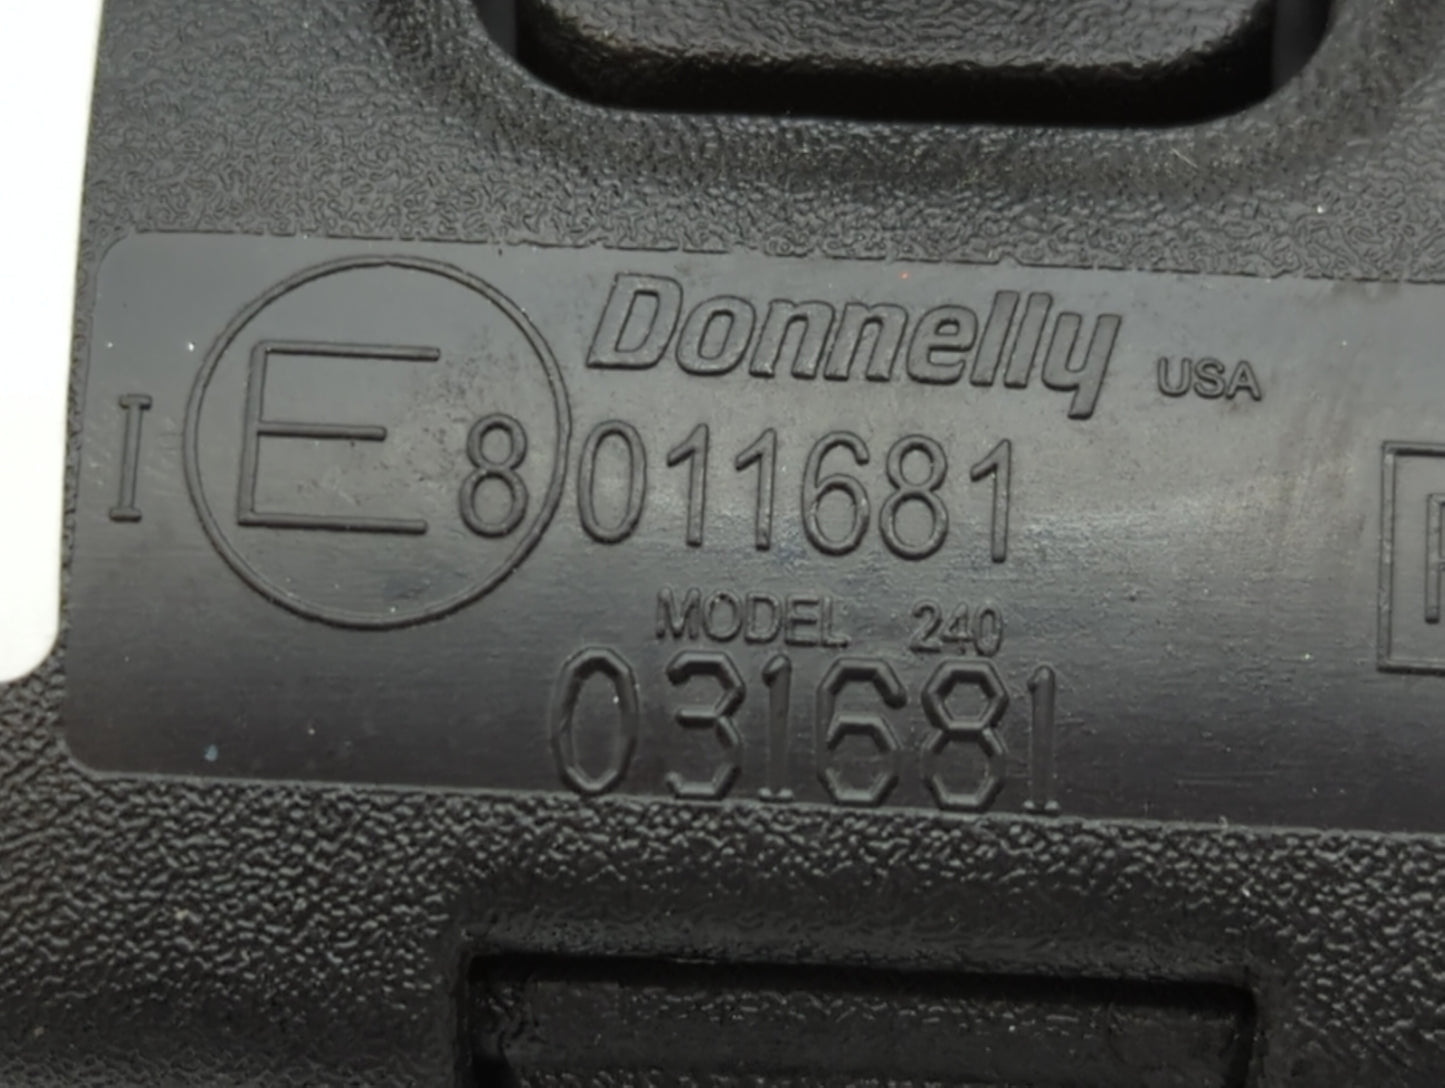 Donnelly USA
I E8 011681
MODEL 240
031681